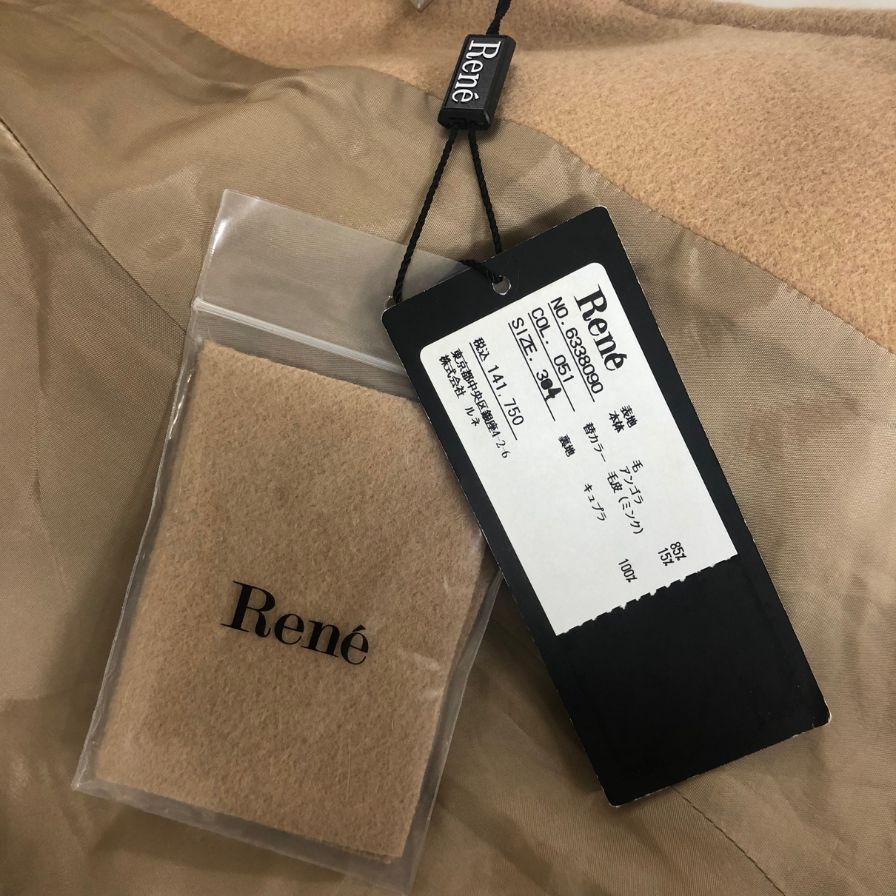 René
René
NO. 6338090
COL. 051
SIZE. 34
税込 141,750
東京都中央区銀座4-2-6
株式会社 ルネ
表地
本体 毛 85%
アンゴラ 15%
替カラー 毛皮(ミンク)
裏地 キュプラ 100%
René